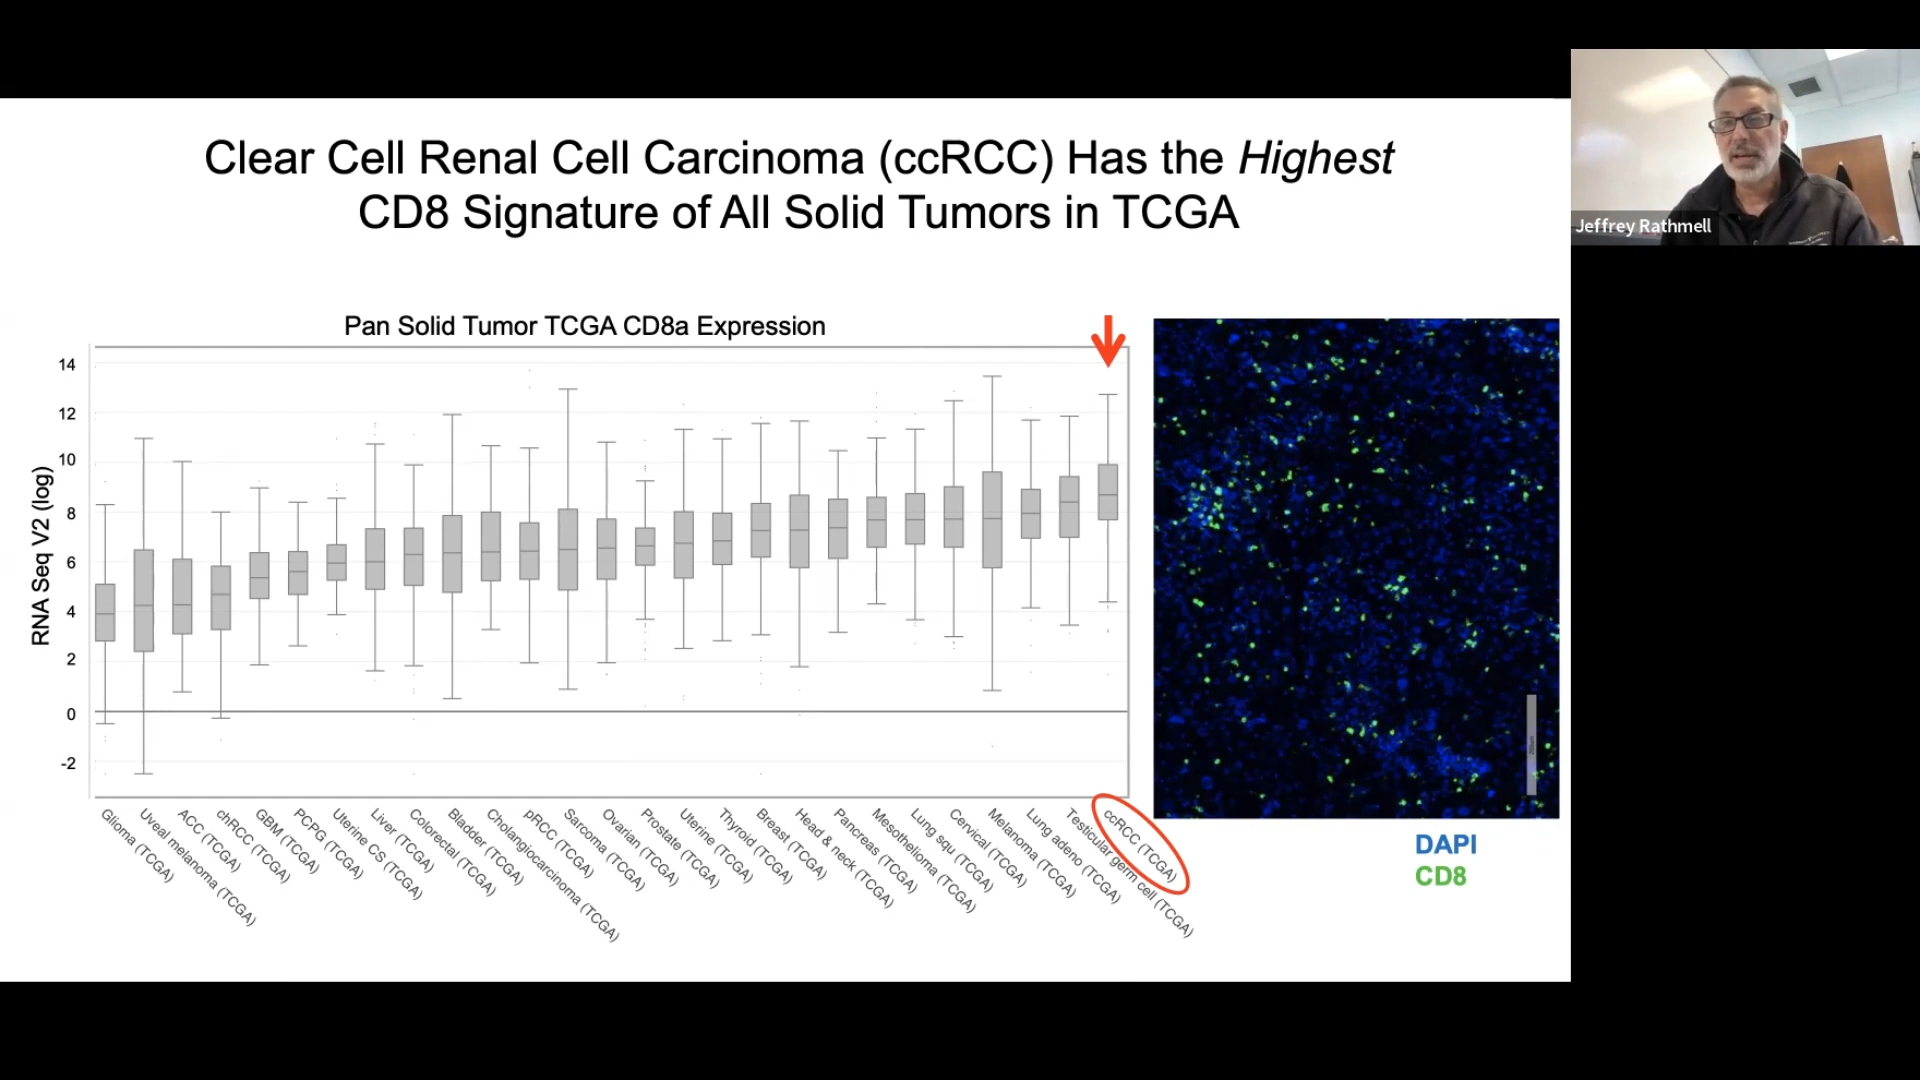 Clear Cell Renal Cell Carcinoma (ccRCC) Has the Highest
CD8 Signature of All Solid Tumors in TCGA
Jeffrey Rathmell
Pan Solid Tumor TCGA CD8a Expression
RNA Seq V2 (log)
14
12
10
8
6
4
2
0
-2
Glioma (TCGA)
Uveal melanoma (TCGA)
ACC (TCGA)
chRCC (TCGA)
GBM (TCGA)
PCPG (TCGA)
Uterine CS (TCGA)
Liver (TCGA)
Colorectal (TCGA)
Bladder (TCGA)
Cholangiocarcinoma (TCGA)
pRCC (TCGA)
Sarcoma (TCGA)
Ovarian (TCGA)
Prostate (TCGA)
Uterine (TCGA)
Thyroid (TCGA)
Breast (TCGA)
Head & neck (TCGA)
Pancreas (TCGA)
Mesothelioma (TCGA)
Lung squ (TCGA)
Cervical (TCGA)
Melanoma (TCGA)
Lung adeno (TCGA)
Testicular germ cell (TCGA)
ccRCC (TCGA)
DAPI
CD8